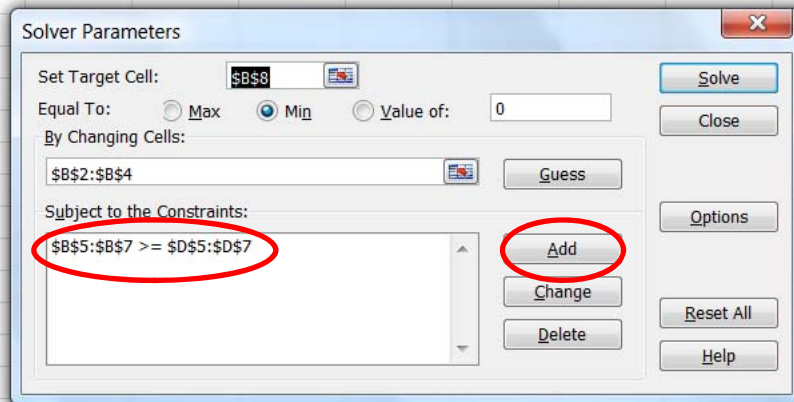 Solver Parameters
X
Set Target Cell: $B$8 Solve
Equal To: Max Min Value of: 0 Close
By Changing Cells:
$B$2:$B$4 Guess
Subject to the Constraints: Options
$B$5:$B$7 >= $D$5:$D$7 Add
Change
Reset All
Delete
Help